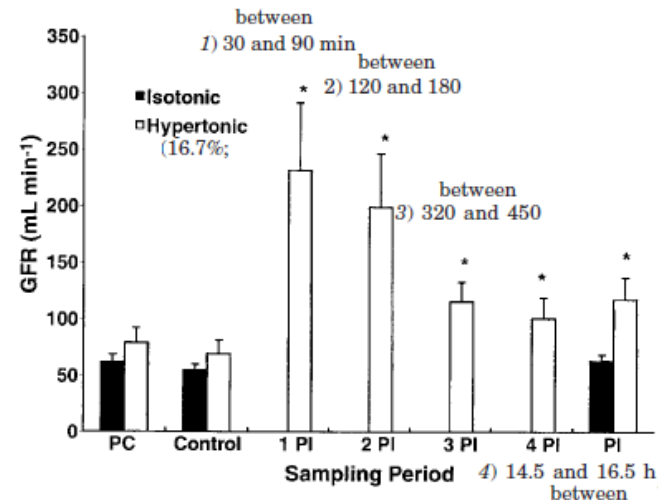 between
1) 30 and 90 min
between
2) 120 and 180
350
300
250
200
150
100
50
0
GFR (mL min-1)
Isotonic
Hypertonic
(16.7%;
*
*
between
3) 320 and 450
*
*
*
PC Control 1 PI 2 PI 3 PI 4 PI PI
Sampling Period
4) 14.5 and 16.5 h
between